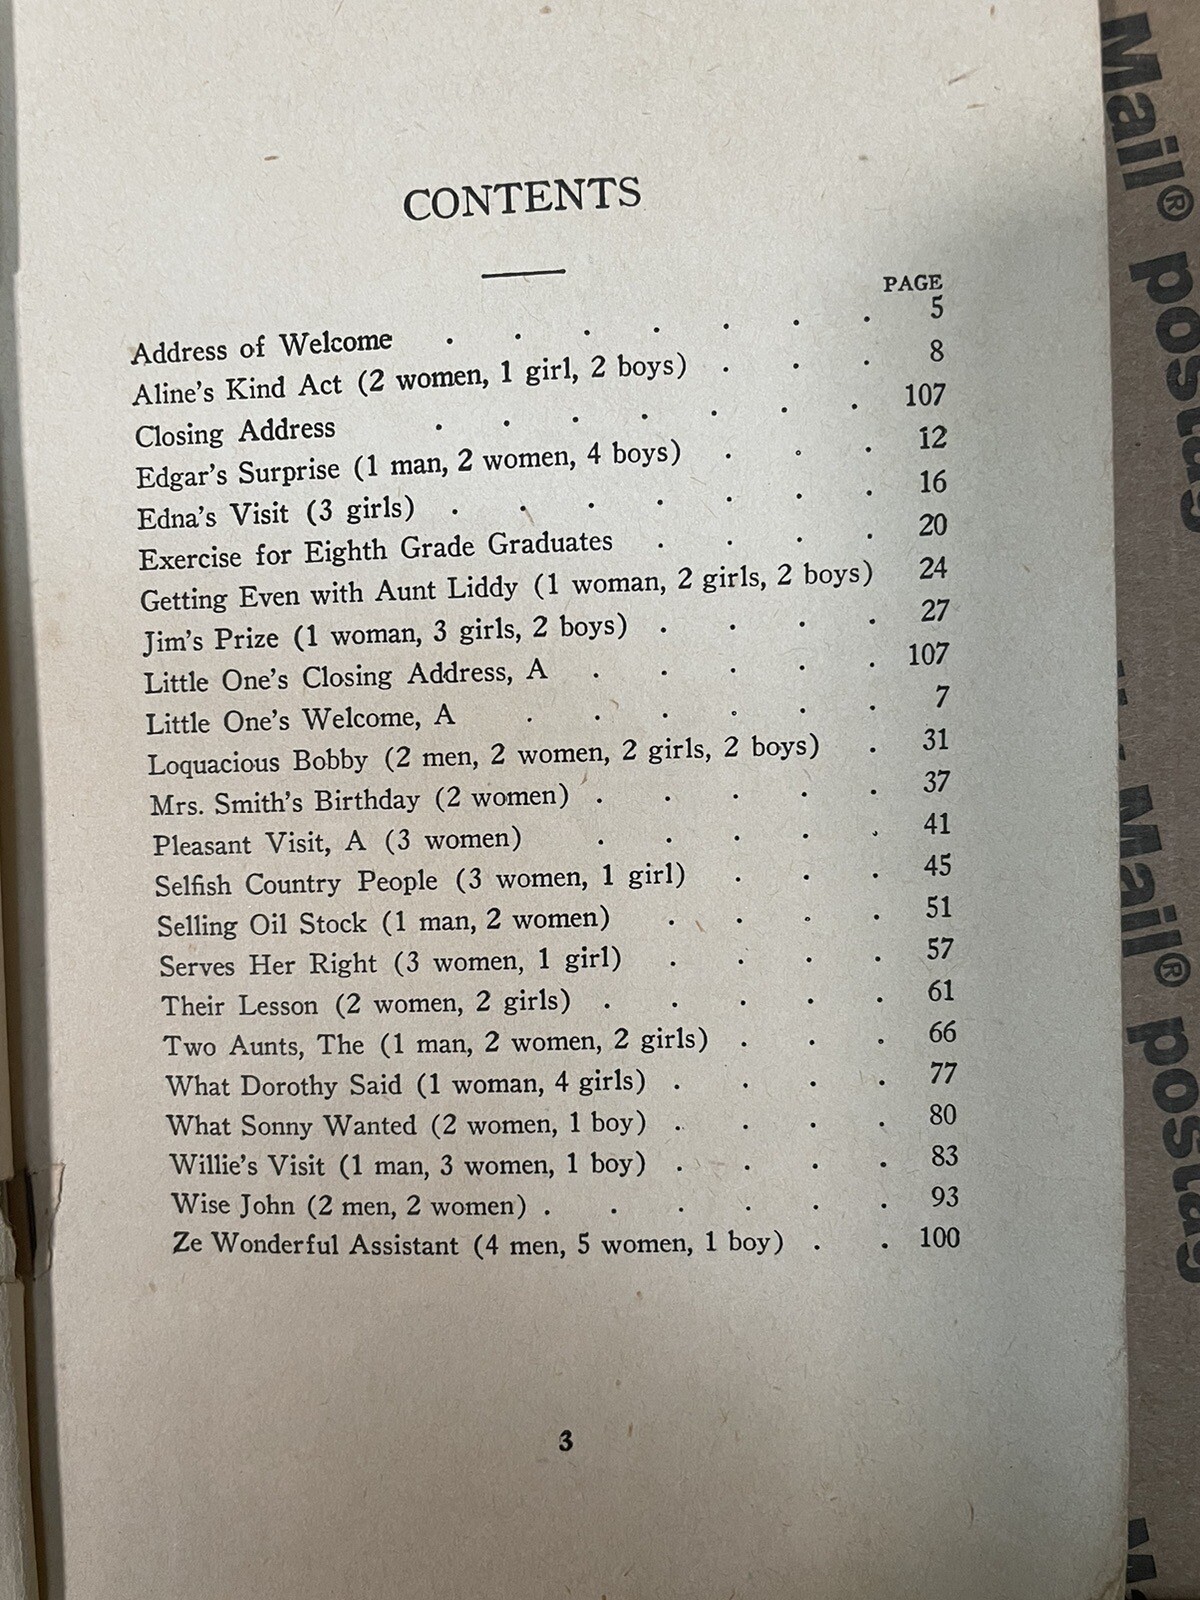 CONTENTS
PAGE
Address of Welcome . . . . . . . 5
Aline's Kind Act (2 women, 1 girl, 2 boys) . . . 8
Closing Address . . . . . . . 107
Edgar's Surprise (1 man, 2 women, 4 boys) . . . 12
Edna's Visit (3 girls) . . . . . . . 16
Exercise for Eighth Grade Graduates . . . . 20
Getting Even with Aunt Liddy (1 woman, 2 girls, 2 boys) 24
Jim's Prize (1 woman, 3 girls, 2 boys) . . . . 27
Little One's Closing Address, A . . . . . 107
Little One's Welcome, A . . . . . . 7
Loquacious Bobby (2 men, 2 women, 2 girls, 2 boys) . 31
Mrs. Smith's Birthday (2 women) . . . . . 37
Pleasant Visit, A (3 women) . . . . . 41
Selfish Country People (3 women, 1 girl) . . . 45
Selling Oil Stock (1 man, 2 women) . . . . 51
Serves Her Right (3 women, 1 girl) . . . . 57
Their Lesson (2 women, 2 girls) . . . . . 61
Two Aunts, The (1 man, 2 women, 2 girls) . . . 66
What Dorothy Said (1 woman, 4 girls) . . . . 77
What Sonny Wanted (2 women, 1 boy) . . . . 80
Willie's Visit (1 man, 3 women, 1 boy) . . . . 83
Wise John (2 men, 2 women) . . . . . . 93
Ze Wonderful Assistant (4 men, 5 women, 1 boy) . . 100
3
Mail® postas
Mail® postas